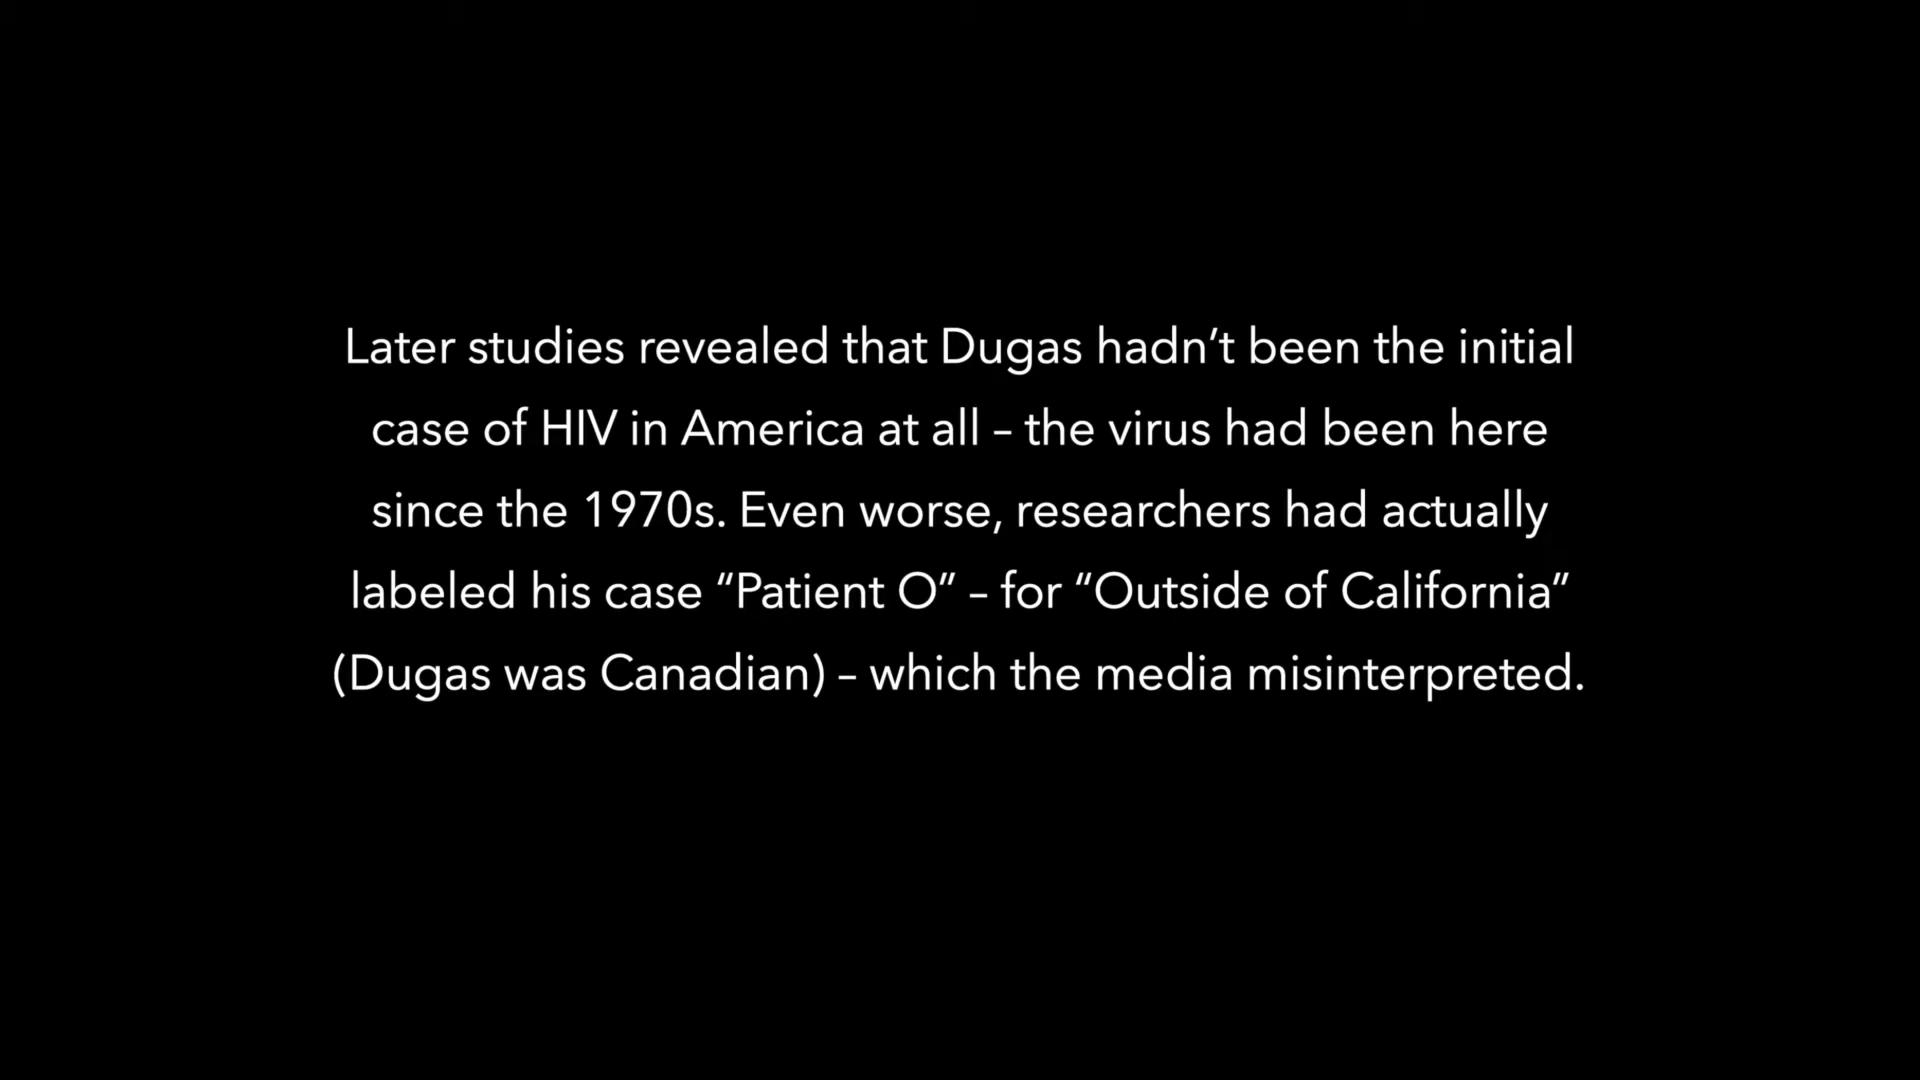 Later studies revealed that Dugas hadn’t been the initial
case of HIV in America at all – the virus had been here
since the 1970s. Even worse, researchers had actually
labeled his case “Patient O” – for “Outside of California”
(Dugas was Canadian) – which the media misinterpreted.